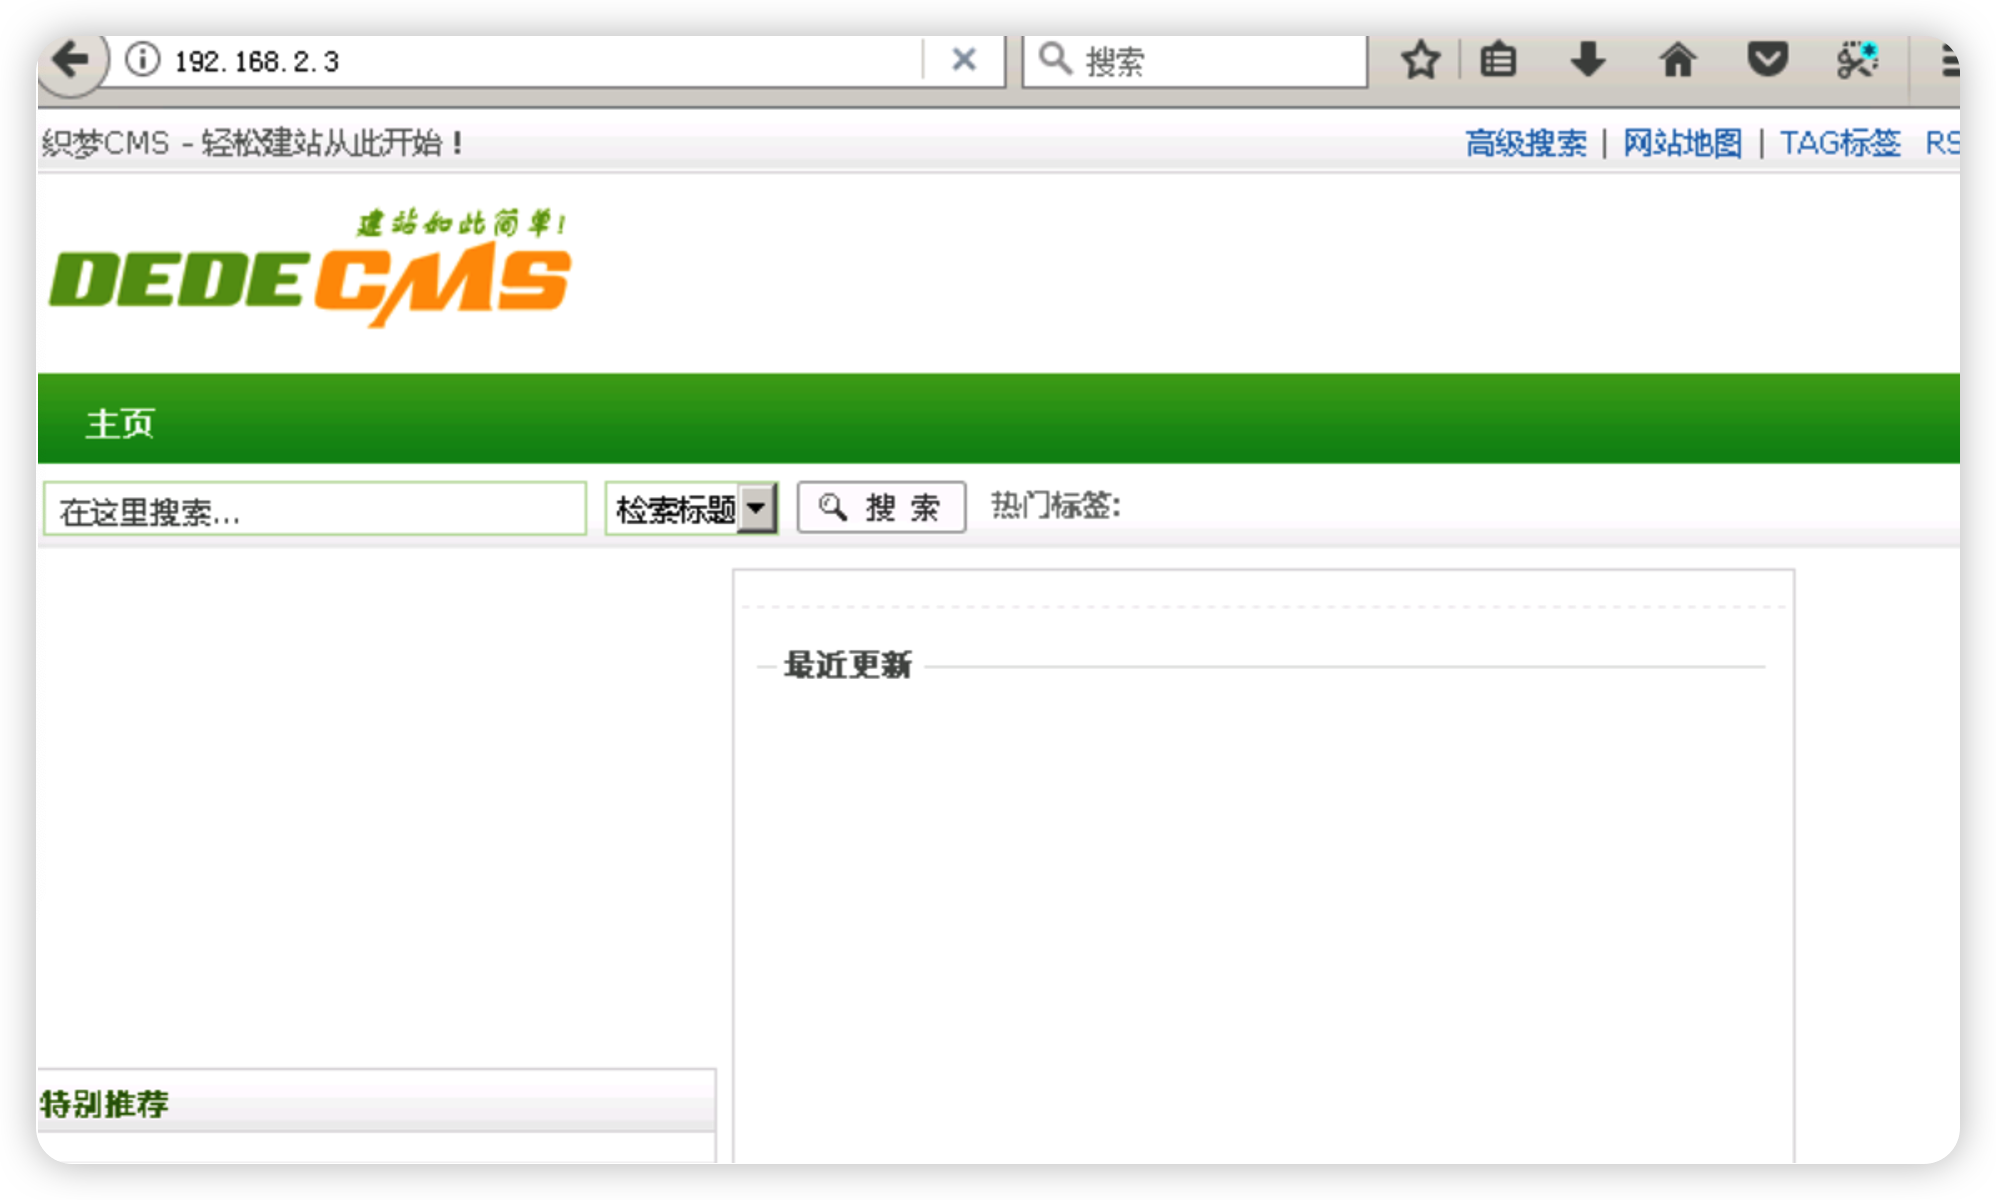 192.168.2.3
搜索
织梦CMS - 轻松建站从此开始！
高级搜索 | 网站地图 | TAG标签 RS
建站如此简单!
DEDECMS
主页
在这里搜索...
检索标题
搜 索
热门标签:
最近更新
特别推荐